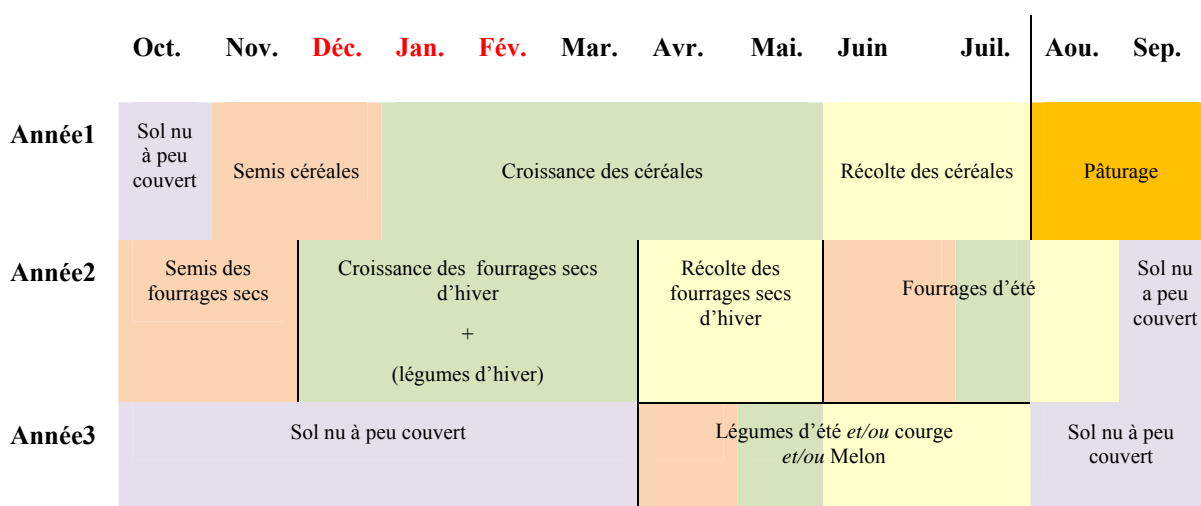 Oct. Nov. Déc. Jan. Fév. Mar. Avr. Mai. Juin Juil. Aou. Sep.
Année1
Sol nu
à peu
couvert
Semis céréales
Croissance des céréales
Récolte des céréales
Pâturage
Année2
Semis des
fourrages secs
Croissance des fourrages secs
d’hiver
+
(légumes d’hiver)
Récolte des
fourrages secs
d’hiver
Fourrages d’été
Sol nu
a peu
couvert
Année3
Sol nu à peu couvert
Légumes d’été et/ou courge
et/ou Melon
Sol nu à peu
couvert